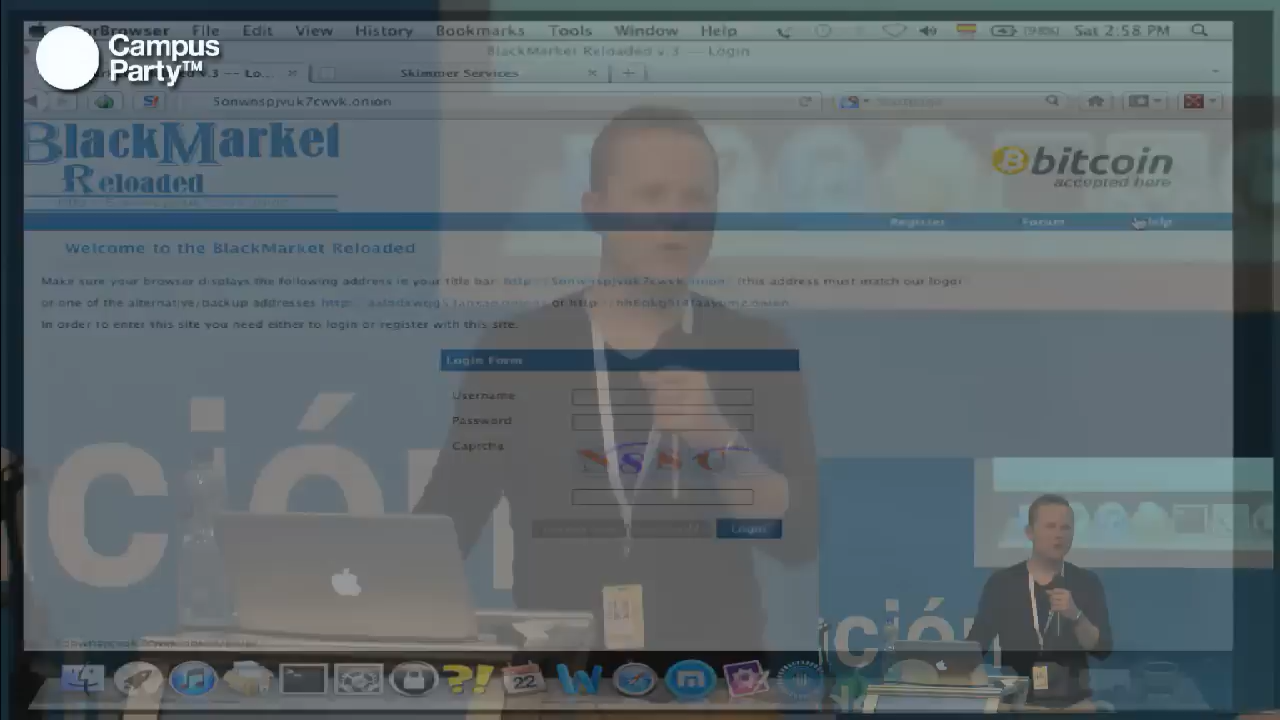 TorBrowser File Edit View History Bookmarks Tools Window Help Sat 2:58 PM
Campus
Party™
BlackMarket Reloaded v.3 -- Login
Skimmer Services
5onwnspjvuk7cwvk.onion
BlackMarket
Reloaded
bitcoin
accepted here
Register Forum Help
Welcome to the BlackMarket Reloaded
Make sure your browser displays the following address in your title bar: http://5onwnspjvuk7cwvk.onion (this address must match our logo)
or one of the alternative/backup addresses or
In order to enter this site you need either to login or register with this site.
Login Form
Username
Password
Captcha
Login
ción
22
ción